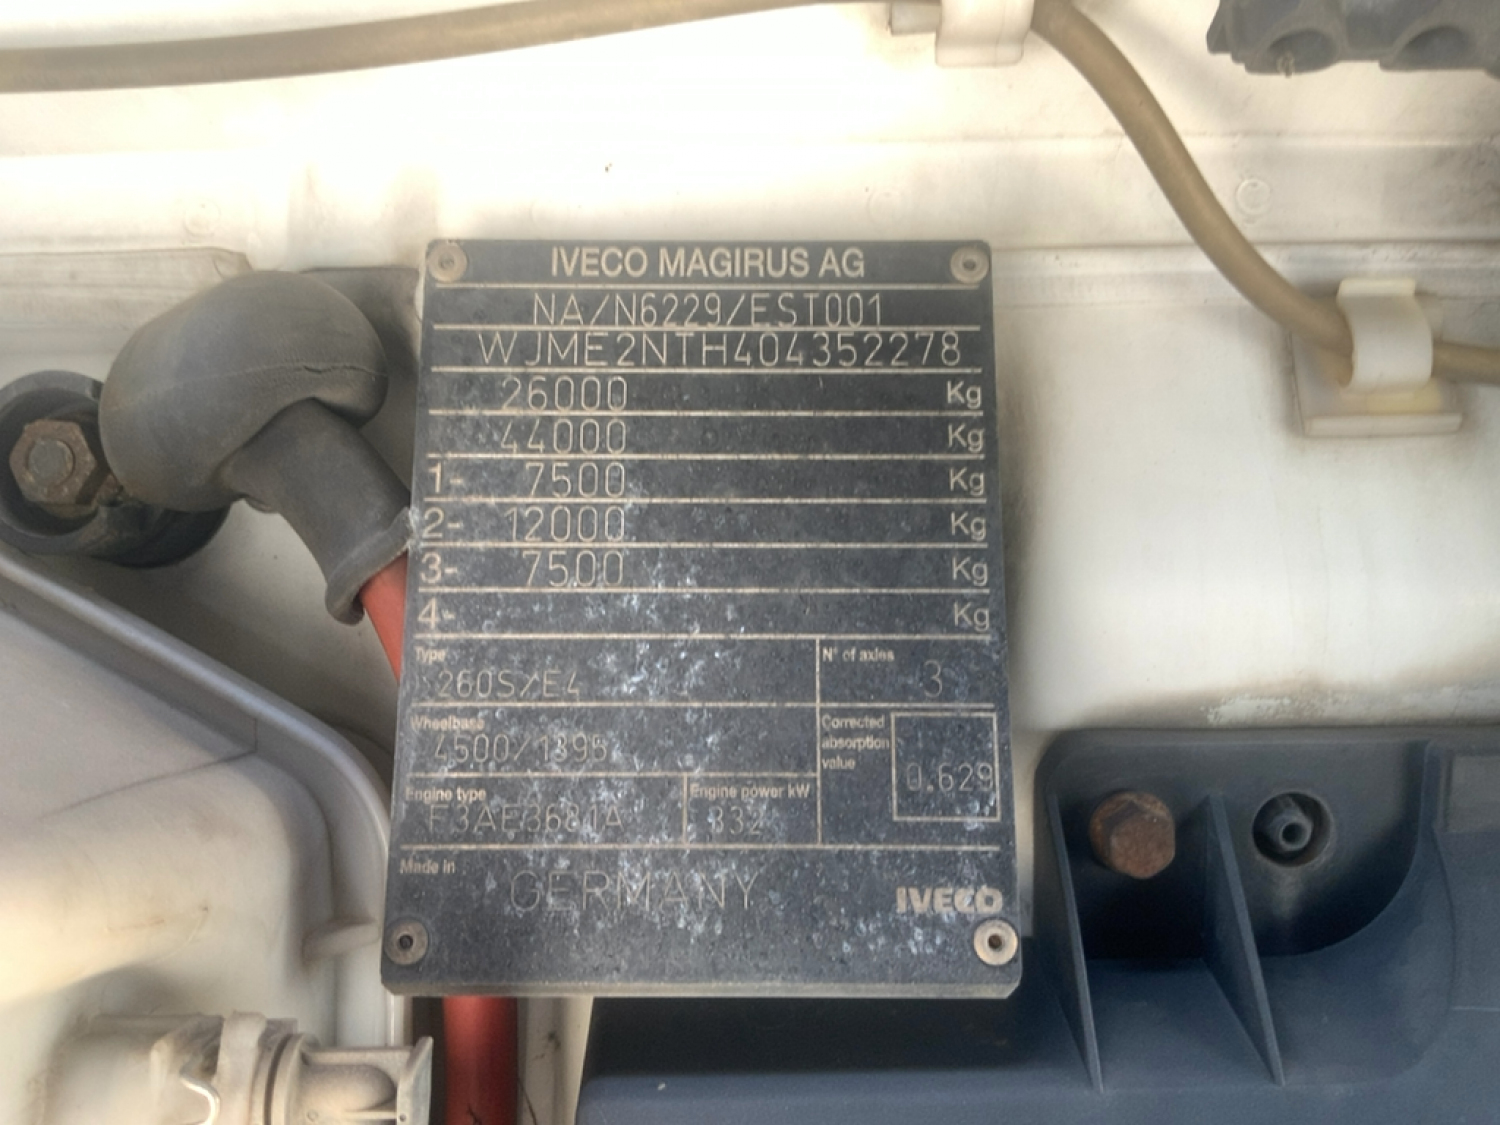 IVECO MAGIRUS AG
NA/N6229/EST001
WJME2NTH404352278
26000 Kg
44000 Kg
1- 7500 Kg
2- 12000 Kg
3- 7500 Kg
4- Kg
Type
260S/E4
N° of axles
3
Wheelbase
4500/1395
Corrected absorption value
0.629
Engine type
F3AE3681A
Engine power kW
332
Made in
GERMANY
IVECO